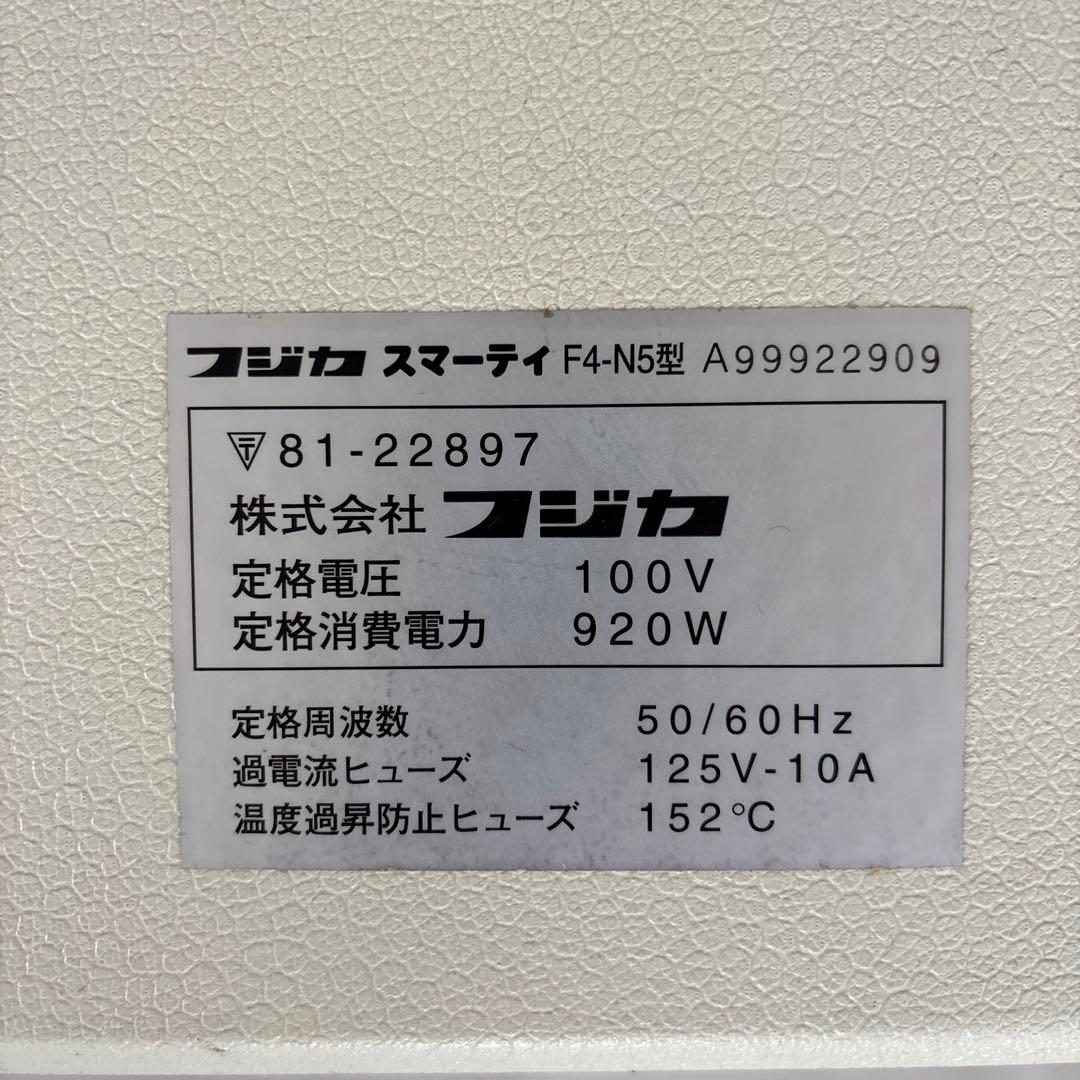 フジカ スマーティ F4-N5型 A99922909
〒81-22897
株式会社 フジカ
定格電圧 100V
定格消費電力 920W
定格周波数 50/60Hz
過電流ヒューズ 125V-10A
温度過昇防止ヒューズ 152℃